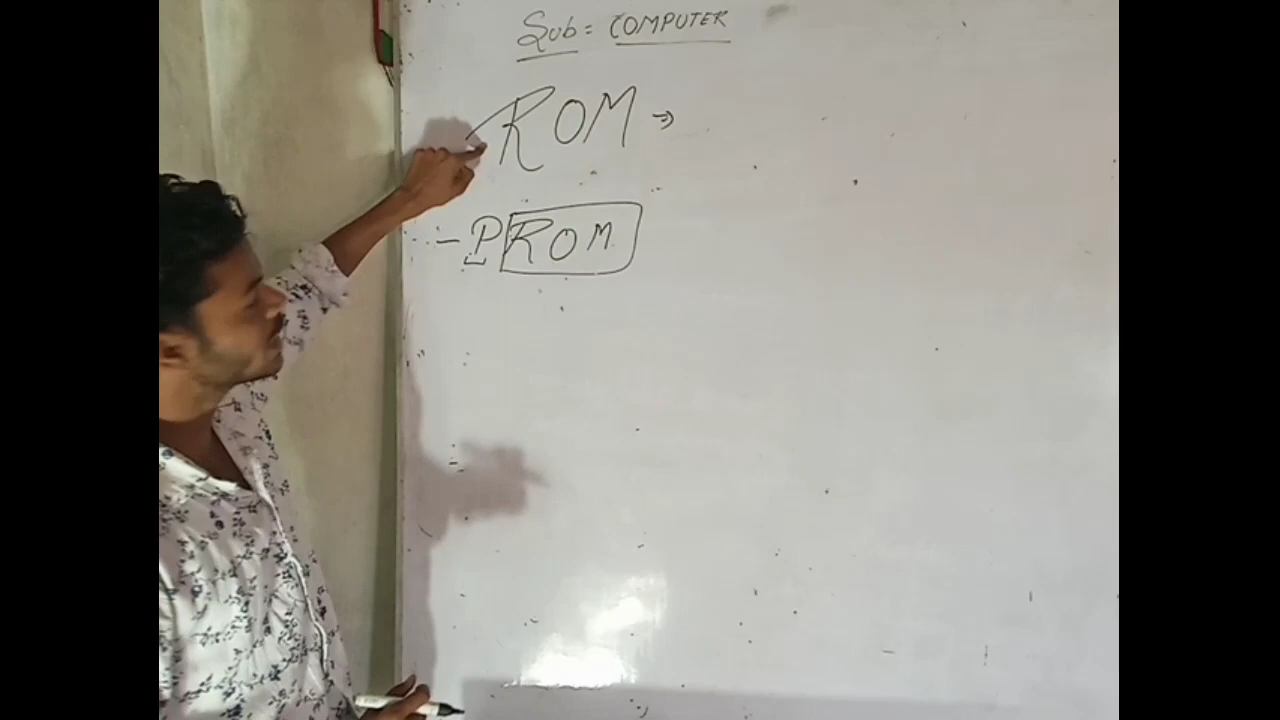 Sub = COMPUTER
ROM →
- PROM